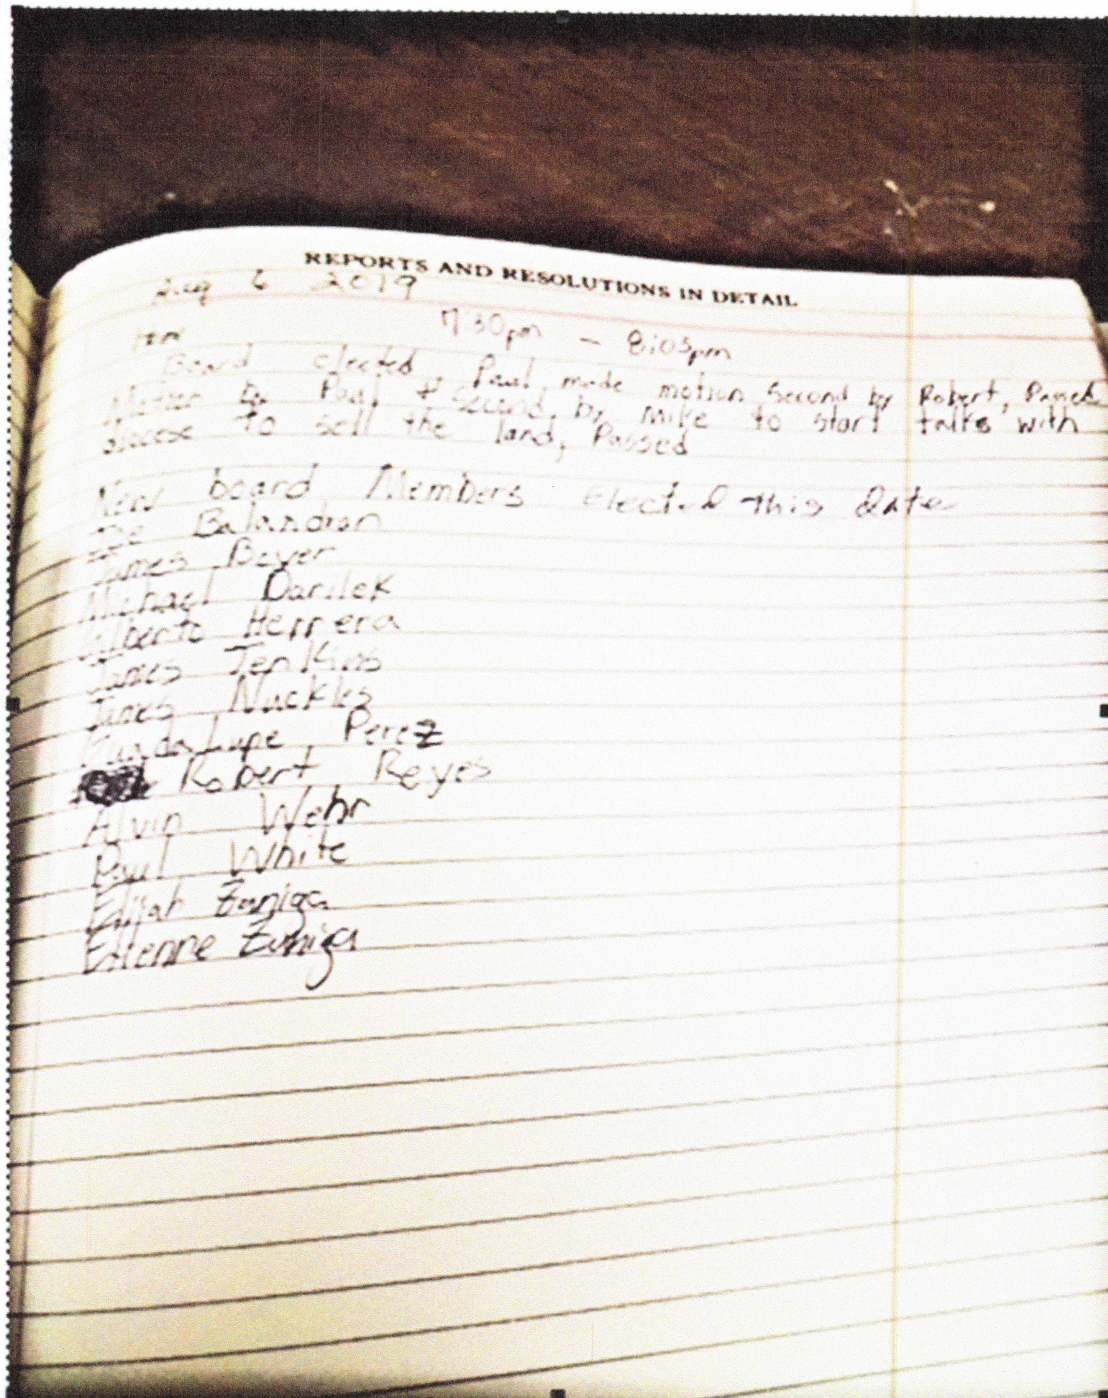 REPORTS AND RESOLUTIONS IN DETAIL
Aug 6 2019
7:30pm - 8:05pm
Board elected, Paul made motion second by Robert, Passed
Motion by Paul & second by Mike to start talks with
diocese to sell the land, Passed
New board Members Elected This Date
Balandran
James Boyer
Michael Darilek
Gilberto Herrera
James Jenkins
James Nuckles
Guadalupe Perez
Robert Reyes
Alvin Wehr
Paul White
Elijah Zuniga
Etienne Zuniga